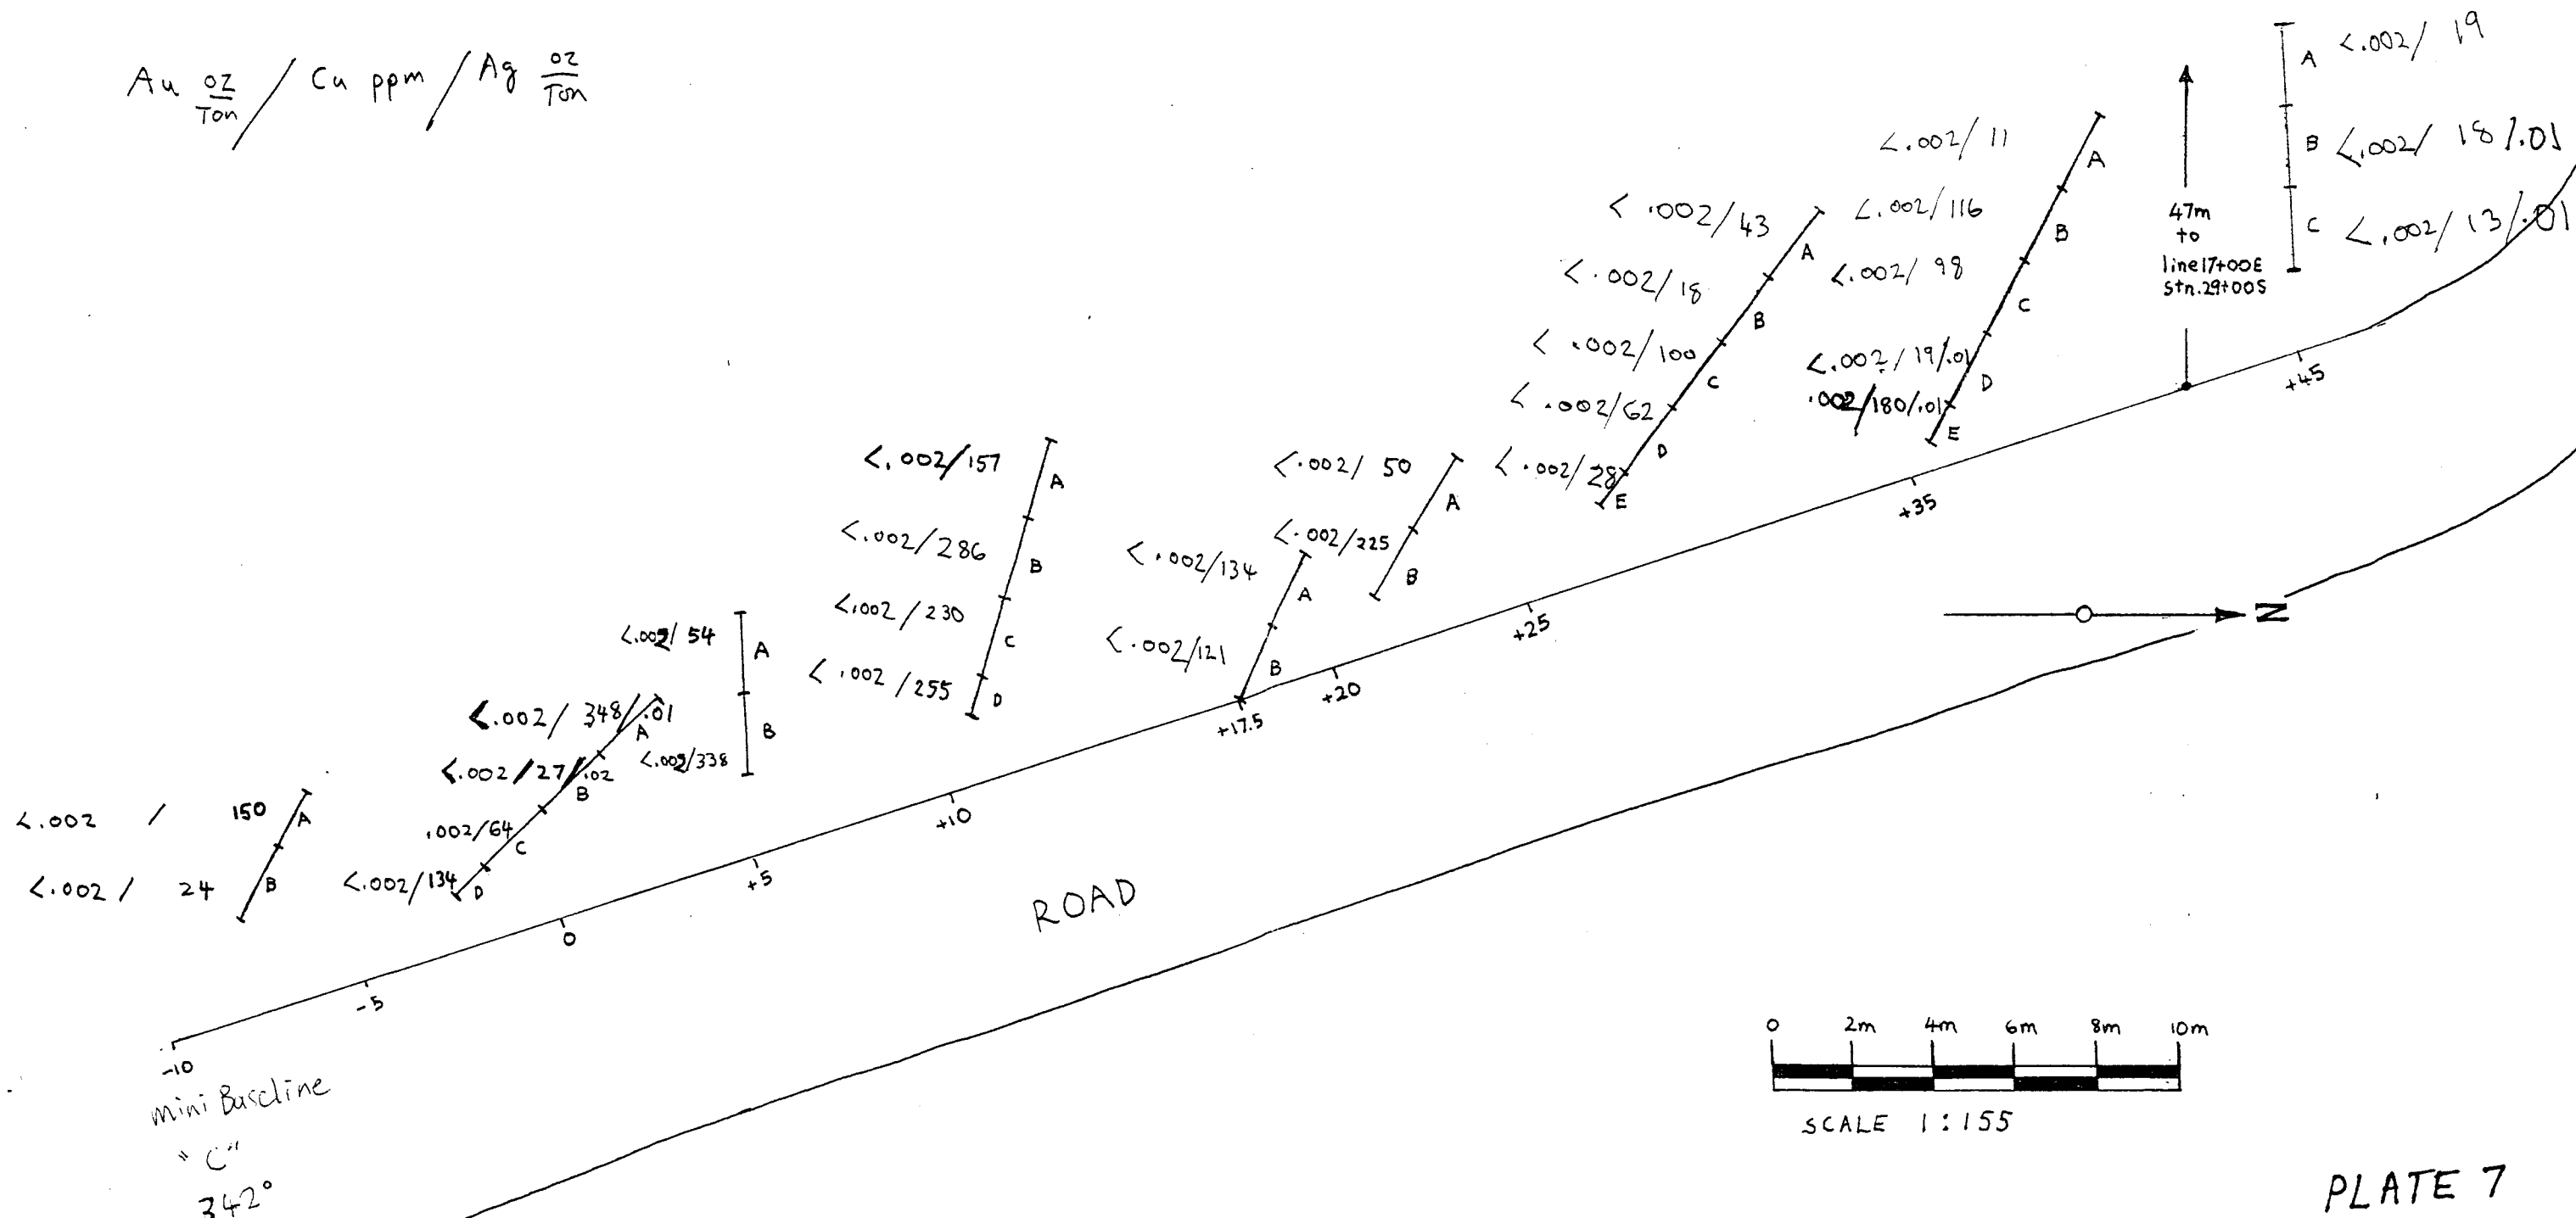 Au oz/Ton / Cu ppm / Ag oz/Ton
<.002 / 150
A
<.002 / 24
B
<.002 / 348 / .01
A
<.002 / 27 / .02
B
.002/64
C
<.002/134
D
<.002/ 54
A
<.002/338
B
<.002/157
A
<.002/286
B
<.002 / 230
C
<.002 /255
D
<.002/134
A
<.002/121
B
<.002/ 50
A
<.002/225
B
<.002/43
A
<.002/18
B
<.002/100
C
<.002/62
D
<.002/28
E
<.002/ 11
A
<.002/116
B
<.002/ 98
C
<.002/ 19/.01
D
.002/180/.01
E
47m
to
line17+00E
stn.29+00S
A <.002/ 19
B <.002/ 18/.01
C <.002/13/.01
-10
-5
0
+5
+10
+17.5
+20
+25
+35
+45
mini Baseline
"C"
342°
ROAD
N
0 2m 4m 6m 8m 10m
SCALE 1:155
PLATE 7